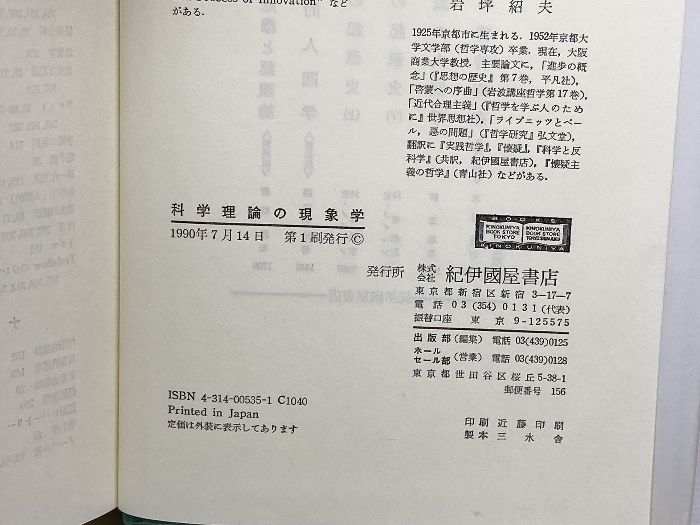 Process of Innovation" など
がある.
岩坪紹夫
1925年京都市に生まれる. 1952年京都大
学文学部(哲学専攻)卒業. 現在, 大阪
商業大学教授. 主要論文に,「進歩の概
念」(『思想の歴史』第7巻, 平凡社),
「啓蒙への序曲」(岩波講座哲学第17巻),
「近代合理主義」(『哲学を学ぶ人のため
に』世界思想社),「ライプニッツとベー
ル, 悪の問題」(『哲学研究』弘文堂),
翻訳に『実践哲学』,『懐疑』,『科学と反
科学』(共訳, 紀伊國屋書店),『懐疑主
義の哲学』(青山社)などがある.
科学理論の現象学
1990年7月14日 第1刷発行©
BOOKS
KINOKUNIYA BOOK STORE TOKYO
KINOKUNIYA BOOK STORE
KINOKUNIYA
発行所 株式会社 紀伊國屋書店
東京都新宿区新宿 3-17-7
電話 03(354)0131(代表)
振替口座 東京 9-125575
出版部(編集) 電話 03(439)0125
ホールセール部(営業) 電話 03(439)0128
東京都世田谷区桜丘 5-38-1
郵便番号 156
ISBN 4-314-00535-1 C1040
Printed in Japan
定価は外装に表示してあります
印刷 近藤印刷
製本 三水舎